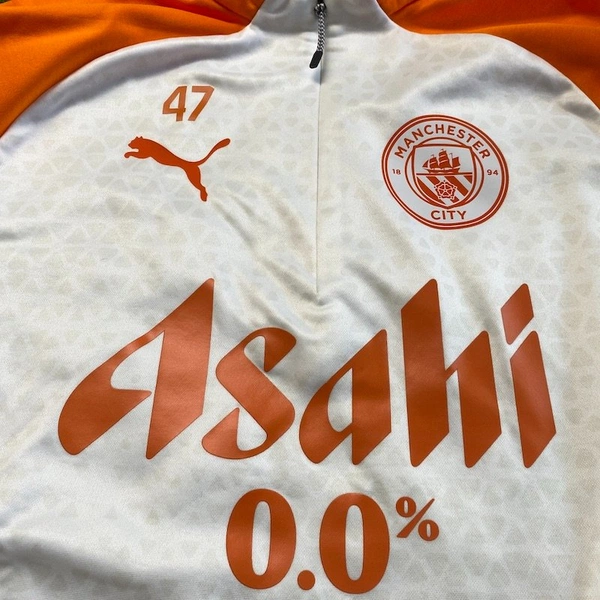 47
MANCHESTER
18 94
CITY
Asahi
0.0%